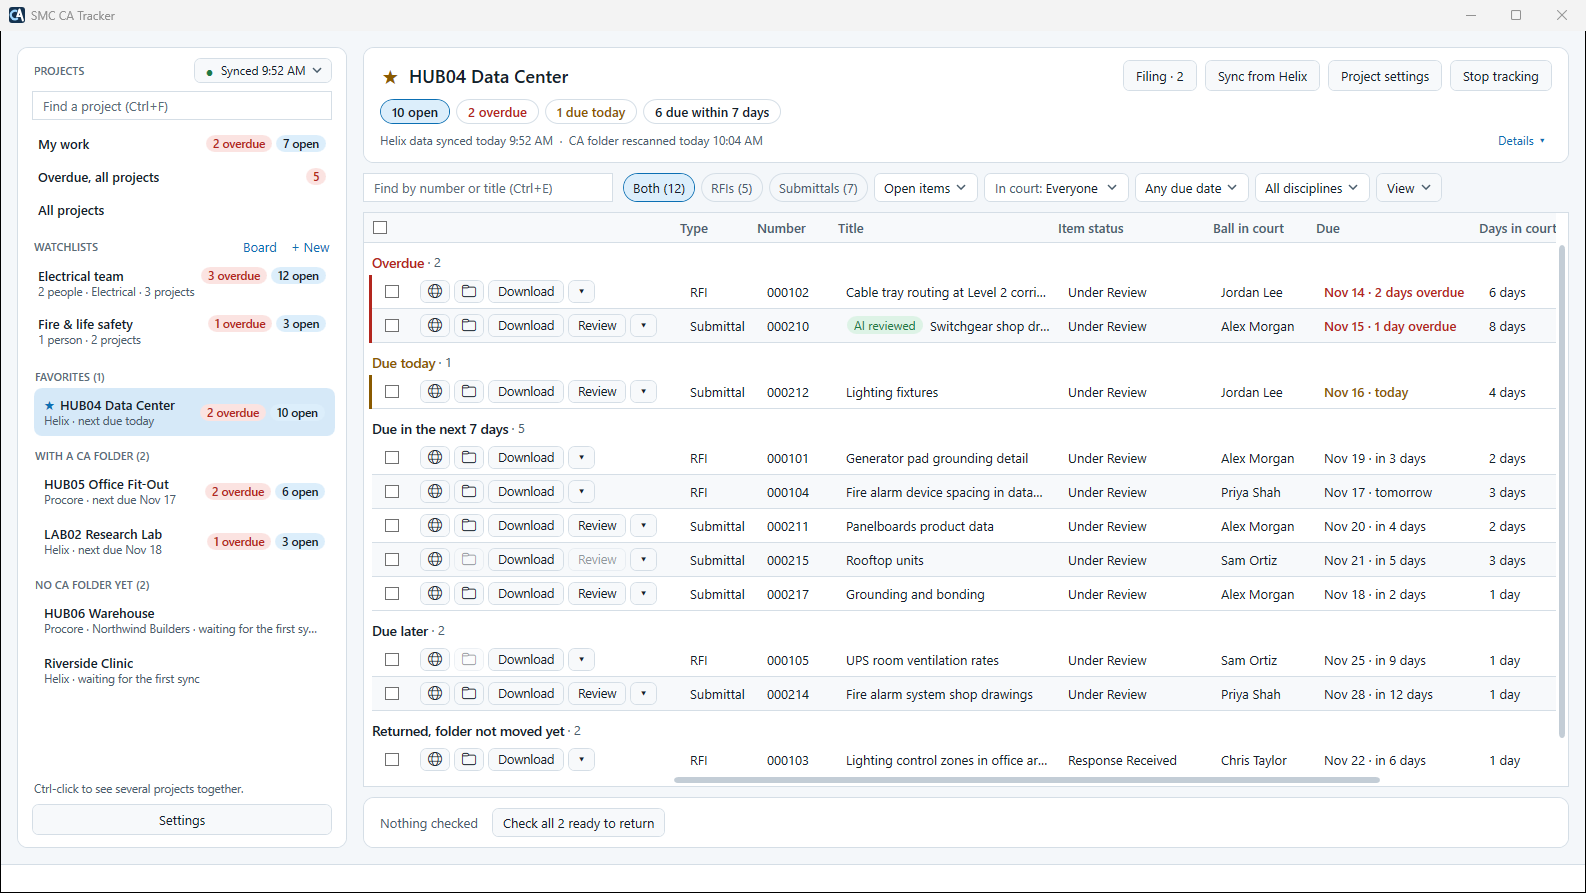 SMC CA Tracker
PROJECTS
Synced 9:52 AM
Find a project (Ctrl+F)
My work 2 overdue 7 open
Overdue, all projects 5
All projects
WATCHLISTS Board + New
Electrical team 3 overdue 12 open
2 people · Electrical · 3 projects
Fire & life safety 1 overdue 3 open
1 person · 2 projects
FAVORITES (1)
★ HUB04 Data Center 2 overdue 10 open
Helix · next due today
WITH A CA FOLDER (2)
HUB05 Office Fit-Out 2 overdue 6 open
Procore · next due Nov 17
LAB02 Research Lab 1 overdue 3 open
Helix · next due Nov 18
NO CA FOLDER YET (2)
HUB06 Warehouse
Procore · Northwind Builders · waiting for the first sy...
Riverside Clinic
Helix · waiting for the first sync
Ctrl-click to see several projects together.
Settings
★ HUB04 Data Center
Filing · 2 Sync from Helix Project settings Stop tracking
10 open 2 overdue 1 due today 6 due within 7 days
Helix data synced today 9:52 AM · CA folder rescanned today 10:04 AM Details
Find by number or title (Ctrl+E) Both (12) RFIs (5) Submittals (7) Open items In court: Everyone Any due date All disciplines View
Type Number Title Item status Ball in court Due Days in court
Overdue · 2
Download RFI 000102 Cable tray routing at Level 2 corri... Under Review Jordan Lee Nov 14 · 2 days overdue 6 days
Download Review Submittal 000210 AI reviewed Switchgear shop dr... Under Review Alex Morgan Nov 15 · 1 day overdue 8 days
Due today · 1
Download Review Submittal 000212 Lighting fixtures Under Review Jordan Lee Nov 16 · today 4 days
Due in the next 7 days · 5
Download RFI 000101 Generator pad grounding detail Under Review Alex Morgan Nov 19 · in 3 days 2 days
Download RFI 000104 Fire alarm device spacing in data... Under Review Priya Shah Nov 17 · tomorrow 3 days
Download Review Submittal 000211 Panelboards product data Under Review Alex Morgan Nov 20 · in 4 days 2 days
Download Review Submittal 000215 Rooftop units Under Review Sam Ortiz Nov 21 · in 5 days 3 days
Download Review Submittal 000217 Grounding and bonding Under Review Alex Morgan Nov 18 · in 2 days 1 day
Due later · 2
Download RFI 000105 UPS room ventilation rates Under Review Sam Ortiz Nov 25 · in 9 days 1 day
Download Review Submittal 000214 Fire alarm system shop drawings Under Review Priya Shah Nov 28 · in 12 days 1 day
Returned, folder not moved yet · 2
Download RFI 000103 Lighting control zones in office ar... Response Received Chris Taylor Nov 22 · in 6 days 1 day
Nothing checked Check all 2 ready to return